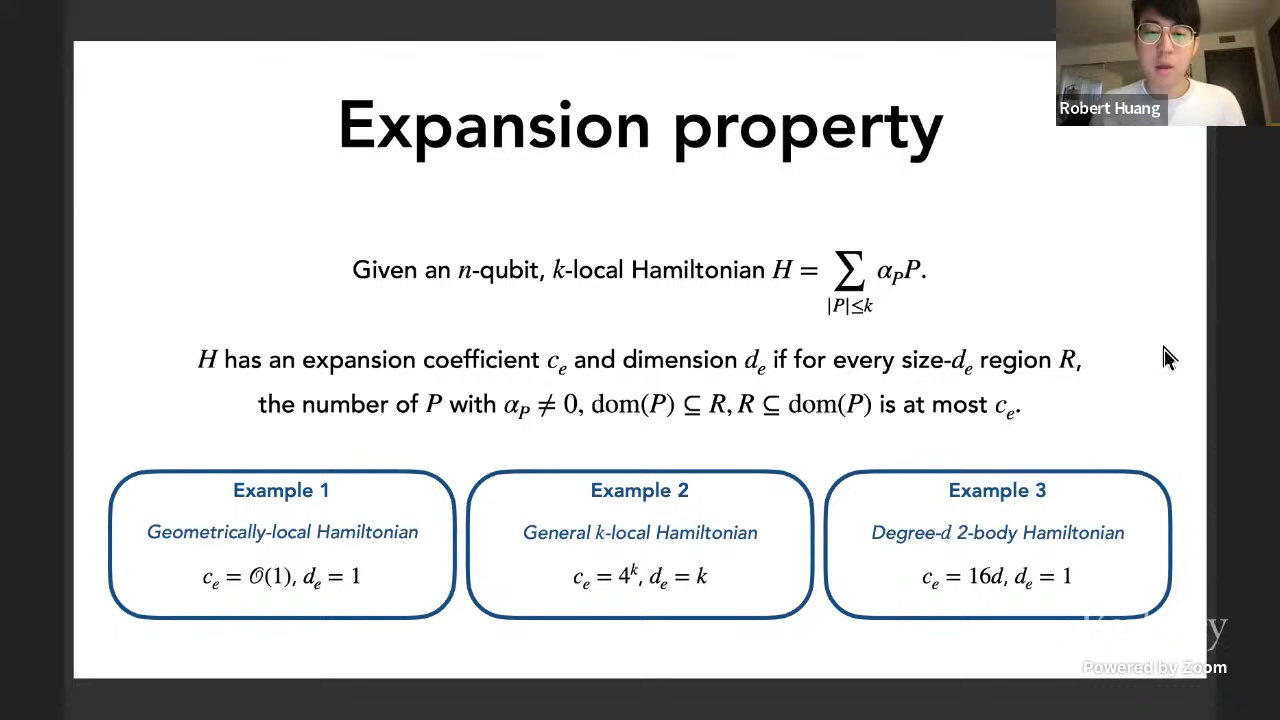 Expansion property
Robert Huang
Given an n-qubit, k-local Hamiltonian H = ∑ α_P P.
|P|≤k
H has an expansion coefficient c_e and dimension d_e if for every size-d_e region R,
the number of P with α_P ≠ 0, dom(P) ⊆ R, R ⊆ dom(P) is at most c_e.
Example 1
Geometrically-local Hamiltonian
c_e = 𝒪(1), d_e = 1
Example 2
General k-local Hamiltonian
c_e = 4^k, d_e = k
Example 3
Degree-d 2-body Hamiltonian
c_e = 16d, d_e = 1
Powered by Zoom